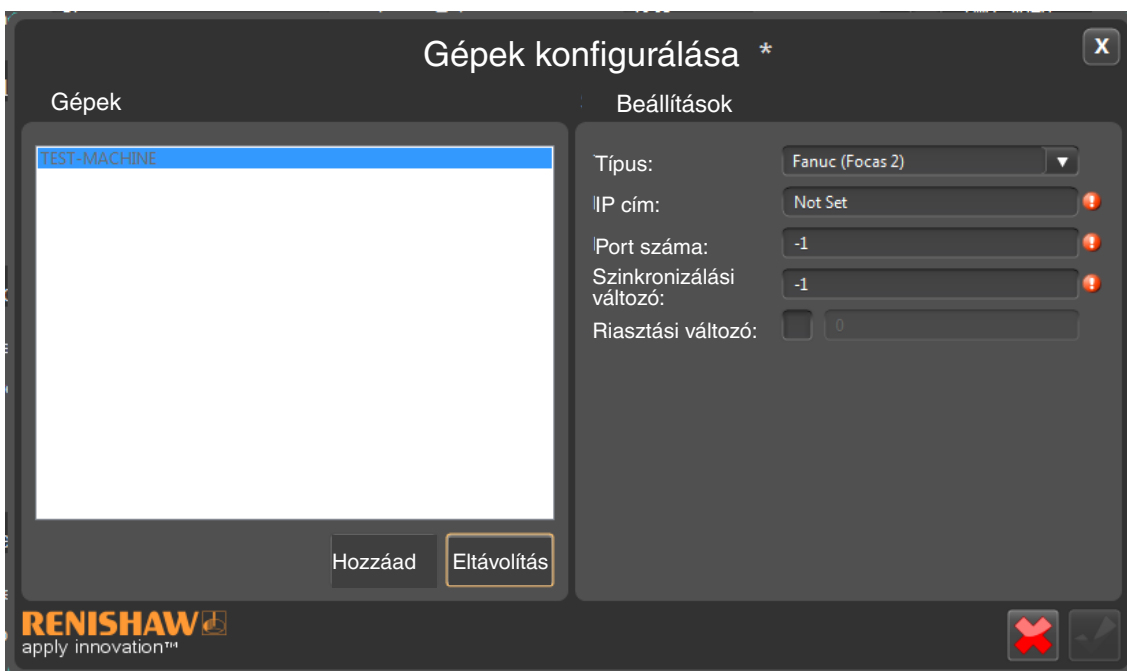 Gépek konfigurálása *
X
Gépek
Beállítások
TEST-MACHINE
Típus:
Fanuc (Focas 2)
IP cím:
Not Set
Port száma:
-1
Szinkronizálási
változó:
-1
Riasztási változó:
0
Hozzáad
Eltávolítás
RENISHAW
apply innovation™